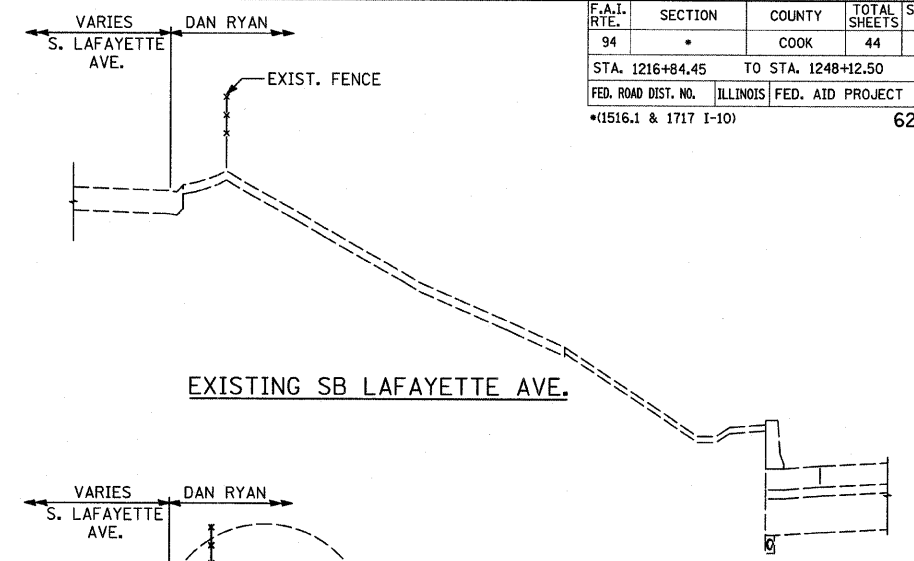 F.A.I. RTE. SECTION COUNTY TOTAL SHEETS S
94 * COOK 44
STA. 1216+84.45 TO STA. 1248+12.50
FED. ROAD DIST. NO. ILLINOIS FED. AID PROJECT
*(1516.1 & 1717 I-10)
62
VARIES DAN RYAN
S. LAFAYETTE
AVE.
EXIST. FENCE
EXISTING SB LAFAYETTE AVE.
VARIES DAN RYAN
S. LAFAYETTE
AVE.